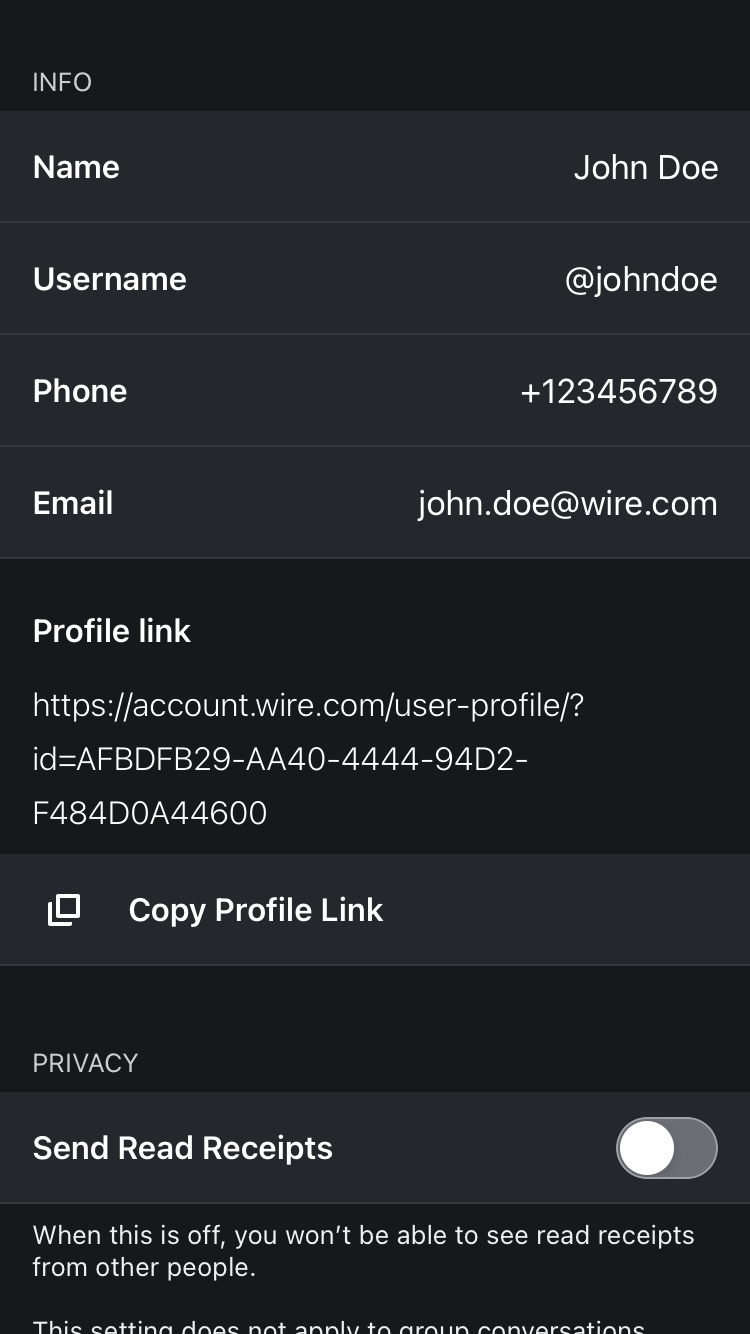 INFO
Name John Doe
Username @johndoe
Phone +123456789
Email john.doe@wire.com
Profile link
https://account.wire.com/user-profile/?
id=AFBDFB29-AA40-4444-94D2-
F484D0A44600
Copy Profile Link
PRIVACY
Send Read Receipts
When this is off, you won’t be able to see read receipts
from other people.
This setting does not apply to group conversations.